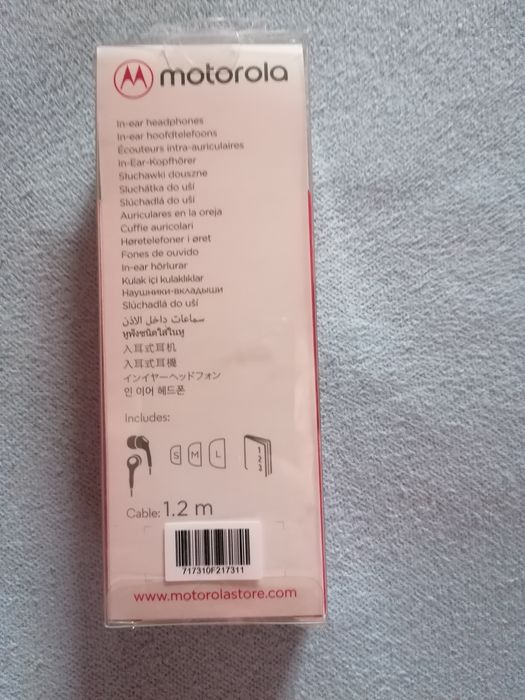 motorola
In-ear headphones
In-ear hoofdtelefoons
Écouteurs intra-auriculaires
In-Ear-Kopfhörer
Słuchawki douszne
Sluchátka do uší
Slúchadlá do uší
Auriculares en la oreja
Cuffie auricolari
Høretelefoner i øret
Fones de ouvido
In-ear hörlurar
Kulak içi kulaklıklar
Наушники-вкладыши
Slúchadlá do uší
سماعات داخل الاذن
หูฟังชนิดใส่ในหู
入耳式耳机
入耳式耳機
インイヤーヘッドフォン
인 이어 헤드폰
Includes:
S M L
1
2
3
Cable: 1.2 m
717310F217311
www.motorolastore.com